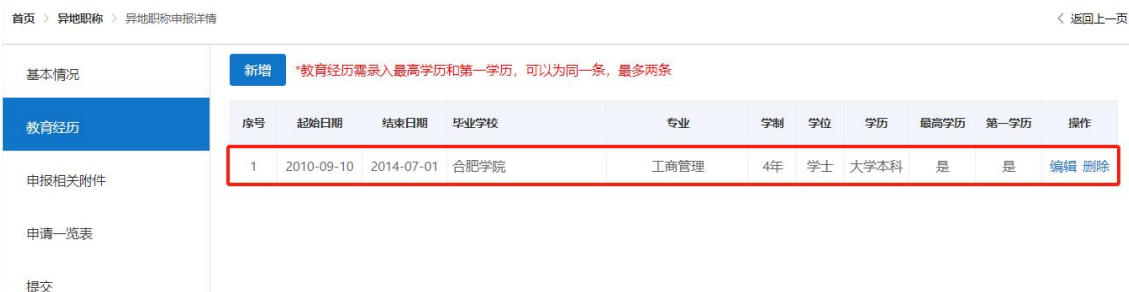 首页 > 异地职称 > 异地职称申报详情 < 返回上一页
基本情况
教育经历
申报相关附件
申请一览表
提交
新增 *教育经历需录入最高学历和第一学历，可以为同一条，最多两条
序号 起始日期 结束日期 毕业学校 专业 学制 学位 学历 最高学历 第一学历 操作
1 2010-09-10 2014-07-01 合肥学院 工商管理 4年 学士 大学本科 是 是 编辑 删除